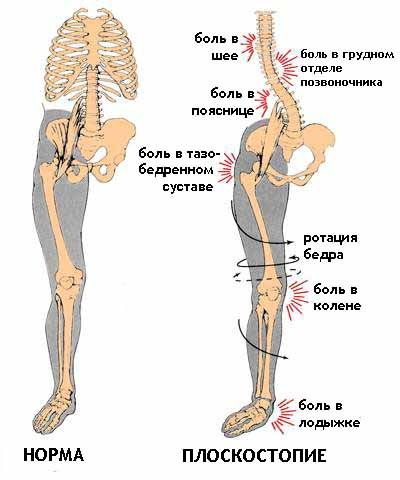 боль в
шее
боль в грудном
отделе
позвоночника
боль в
пояснице
боль в тазо-
бедренном
суставе
ротация
бедра
боль в
колене
боль в
лодыжке
НОРМА
ПЛОСКОСТОПИЕ